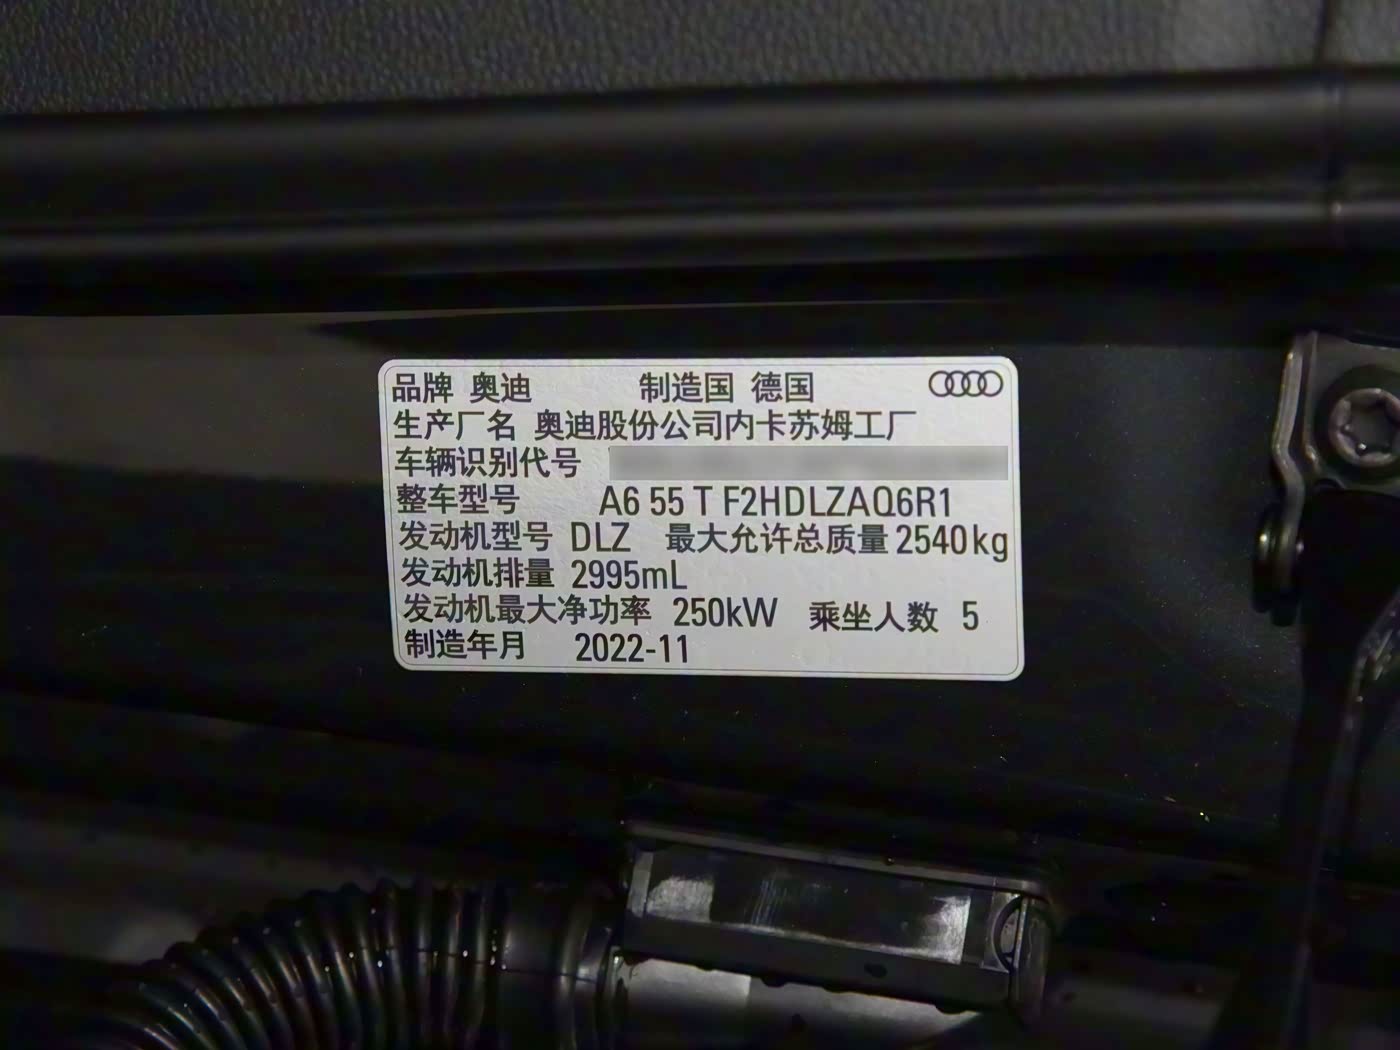 品牌 奥迪 制造国 德国
生产厂名 奥迪股份公司内卡苏姆工厂
车辆识别代号
整车型号 A6 55 T F2HDLZAQ6R1
发动机型号 DLZ 最大允许总质量 2540kg
发动机排量 2995mL
发动机最大净功率 250kW 乘坐人数 5
制造年月 2022-11